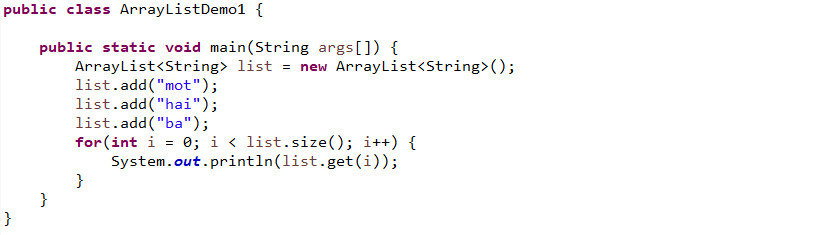 public class ArrayListDemo1 {
    public static void main(String args[]) {
        ArrayList<String> list = new ArrayList<String>();
        list.add("mot");
        list.add("hai");
        list.add("ba");
        for(int i = 0; i < list.size(); i++) {
            System.out.println(list.get(i));
        }
    }
}